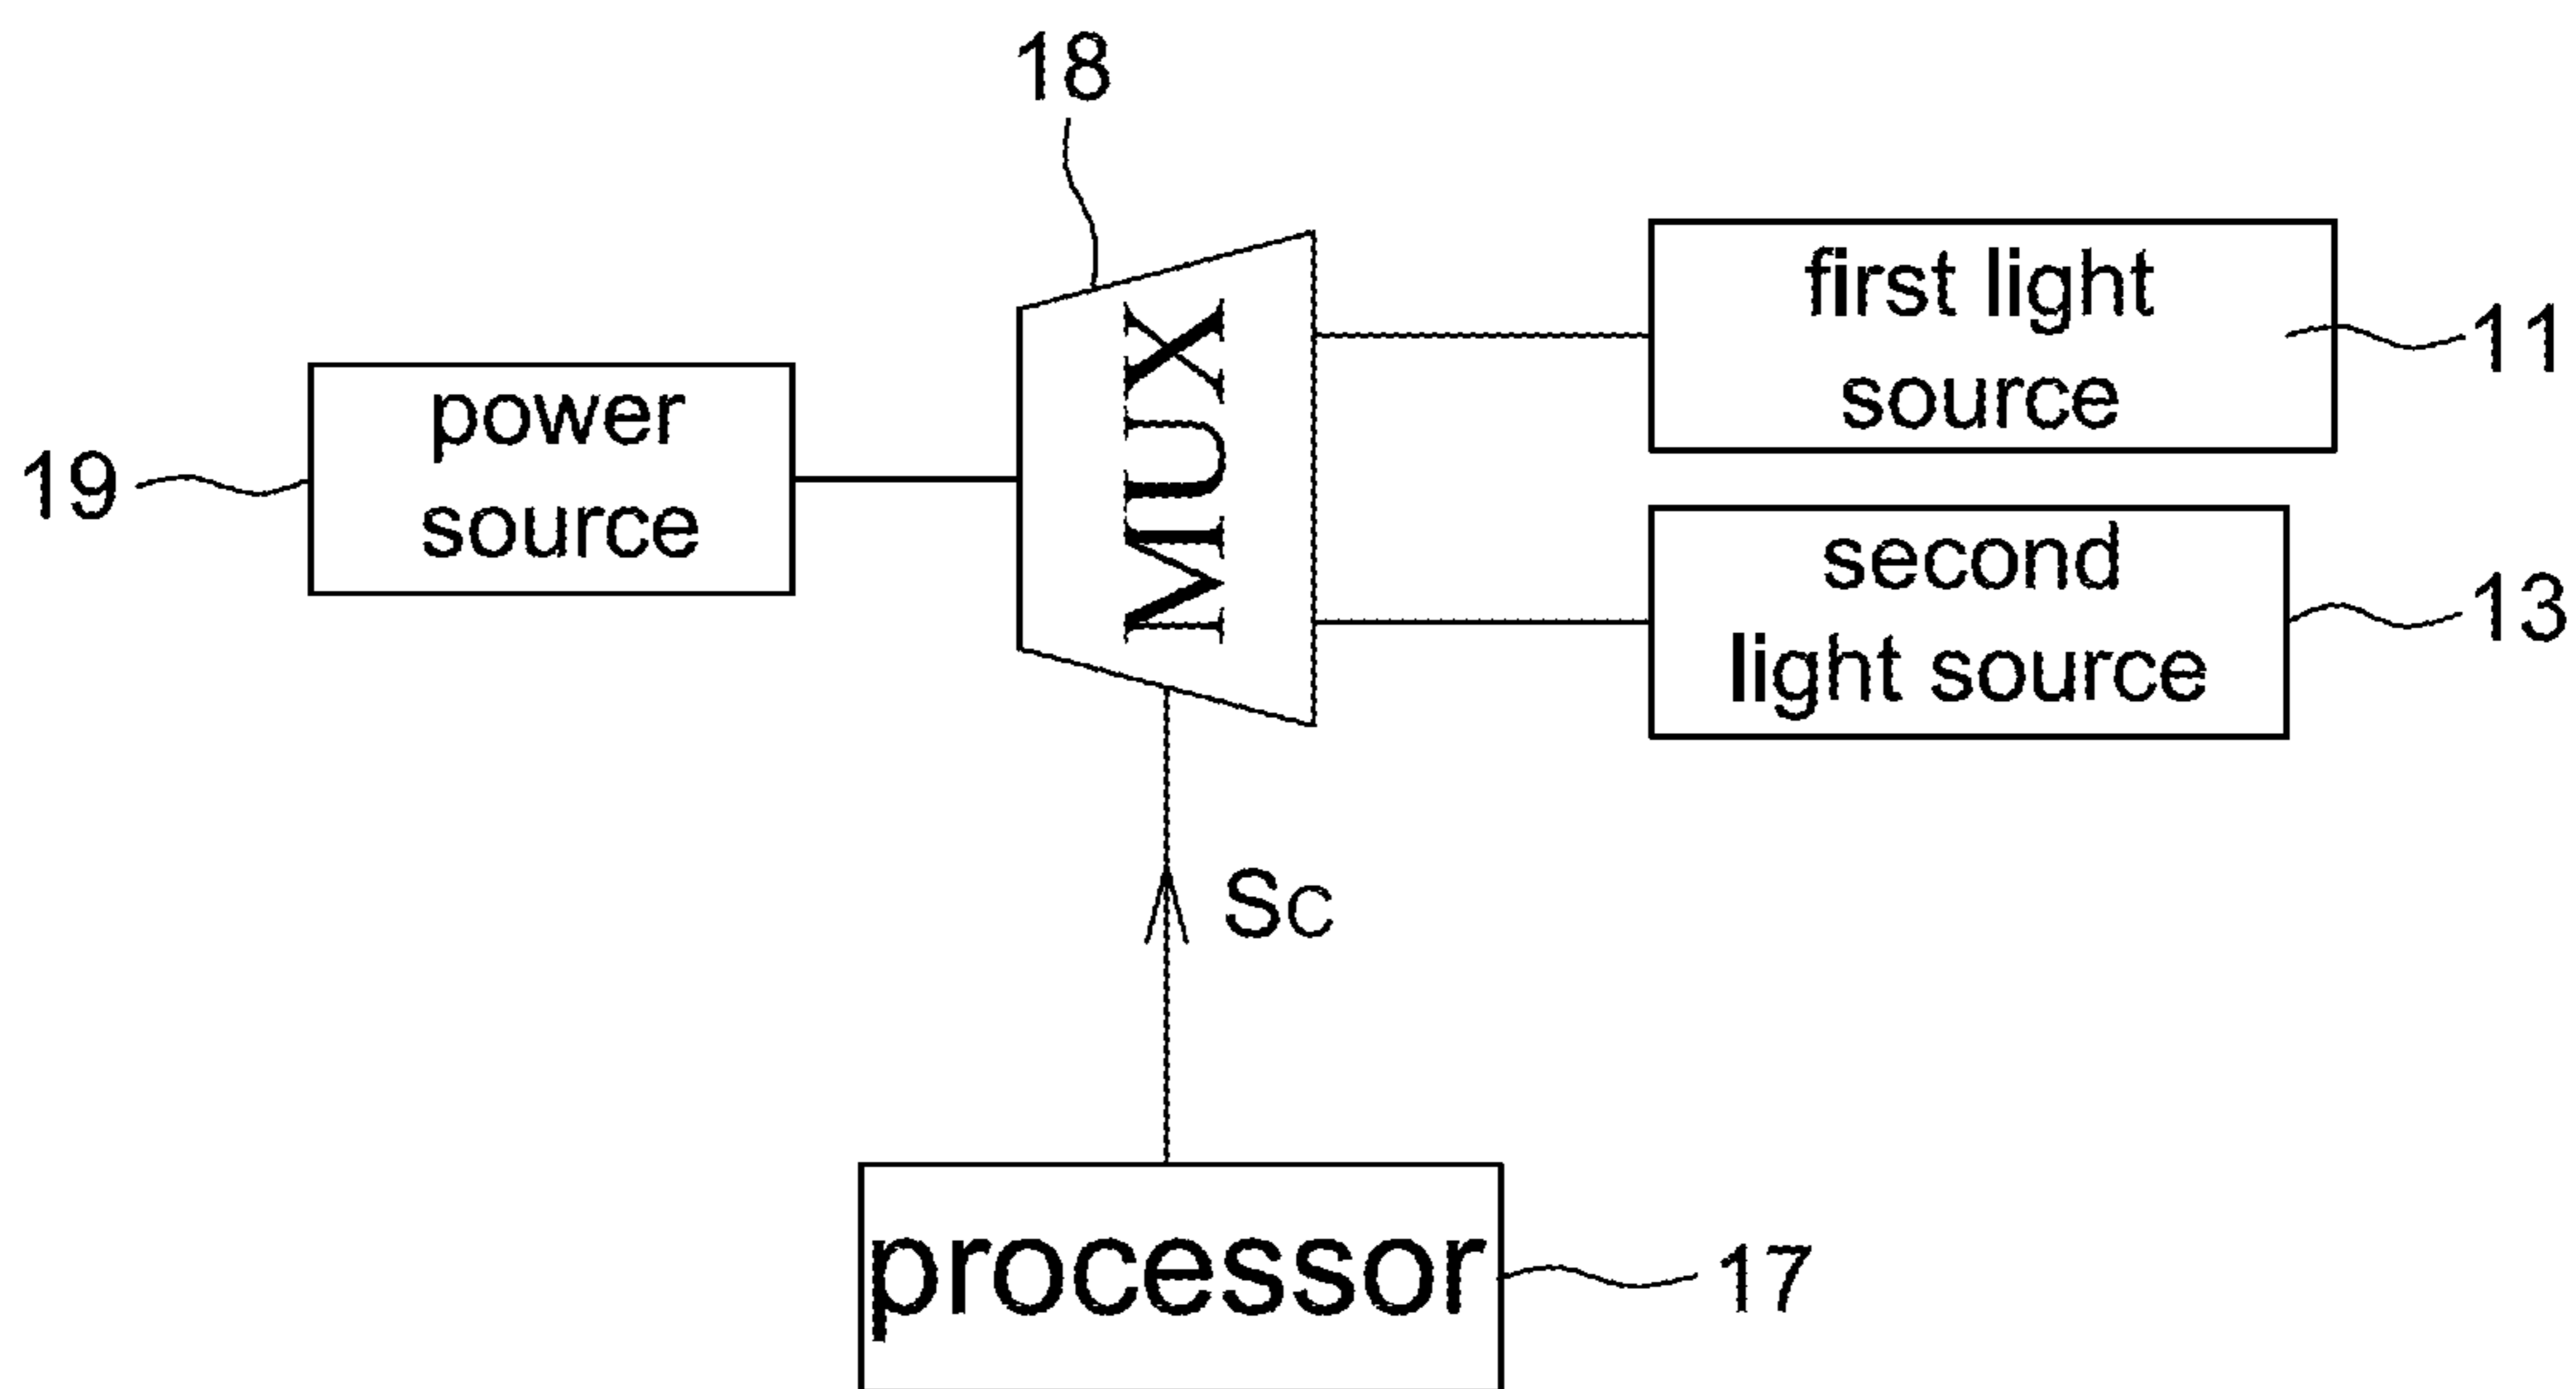 18
first light
source
11
power
source
19
MUX
second
light source
13
Sc
processor
17